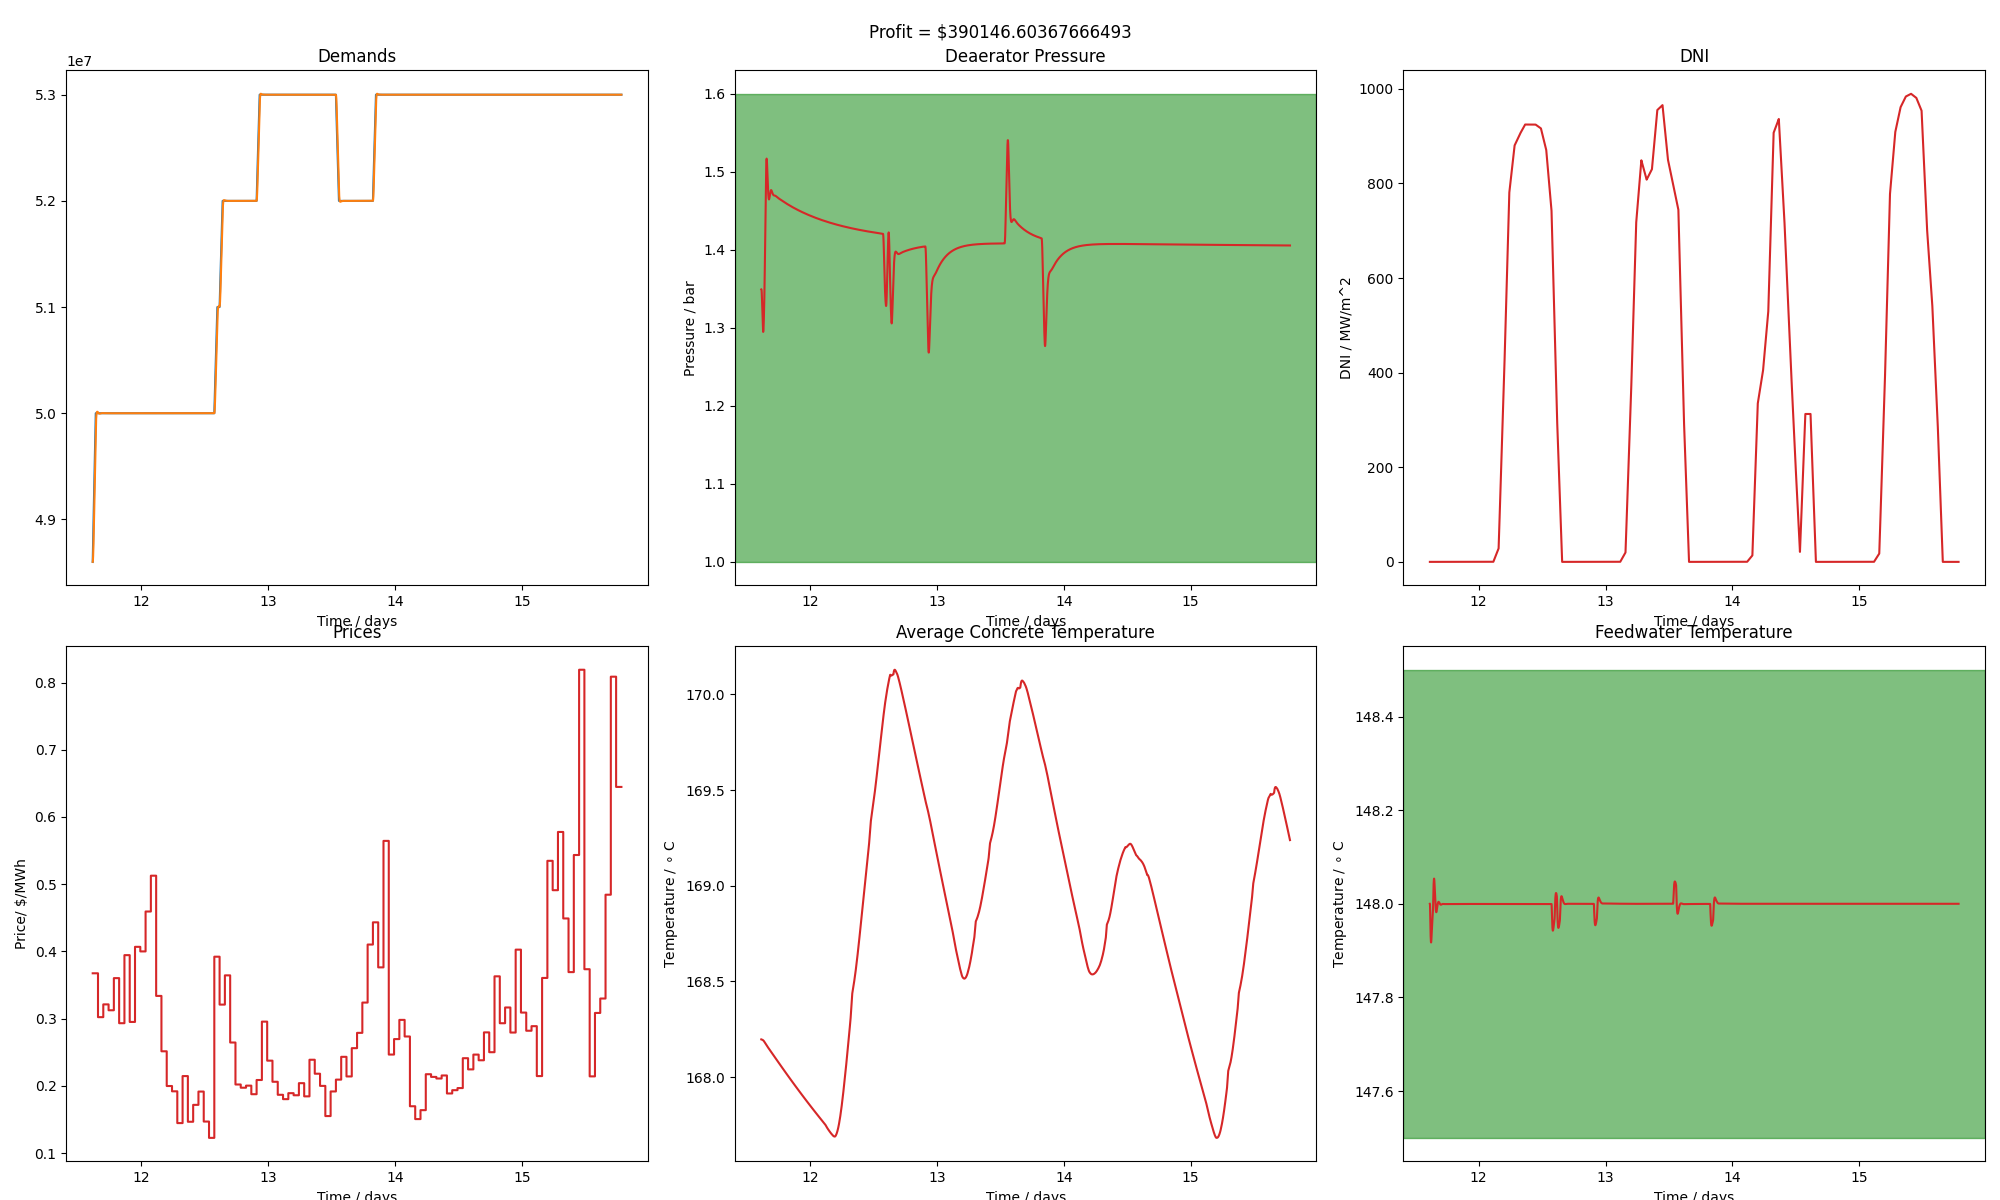 Profit = $390146.60367666493
Demands
1e7
5.3
5.2
5.1
5.0
4.9
12 13 14 15
Time / days
Deaerator Pressure
Pressure / bar
1.6
1.5
1.4
1.3
1.2
1.1
1.0
12 13 14 15
Time / days
DNI
DNI / MW/m^2
1000
800
600
400
200
0
12 13 14 15
Time / days
Prices
Price/ $/MWh
0.8
0.7
0.6
0.5
0.4
0.3
0.2
0.1
12 13 14 15
Time / days
Average Concrete Temperature
Temperature / ∘ C
170.0
169.5
169.0
168.5
168.0
12 13 14 15
Time / days
Feedwater Temperature
Temperature / ∘ C
148.4
148.2
148.0
147.8
147.6
12 13 14 15
Time / days